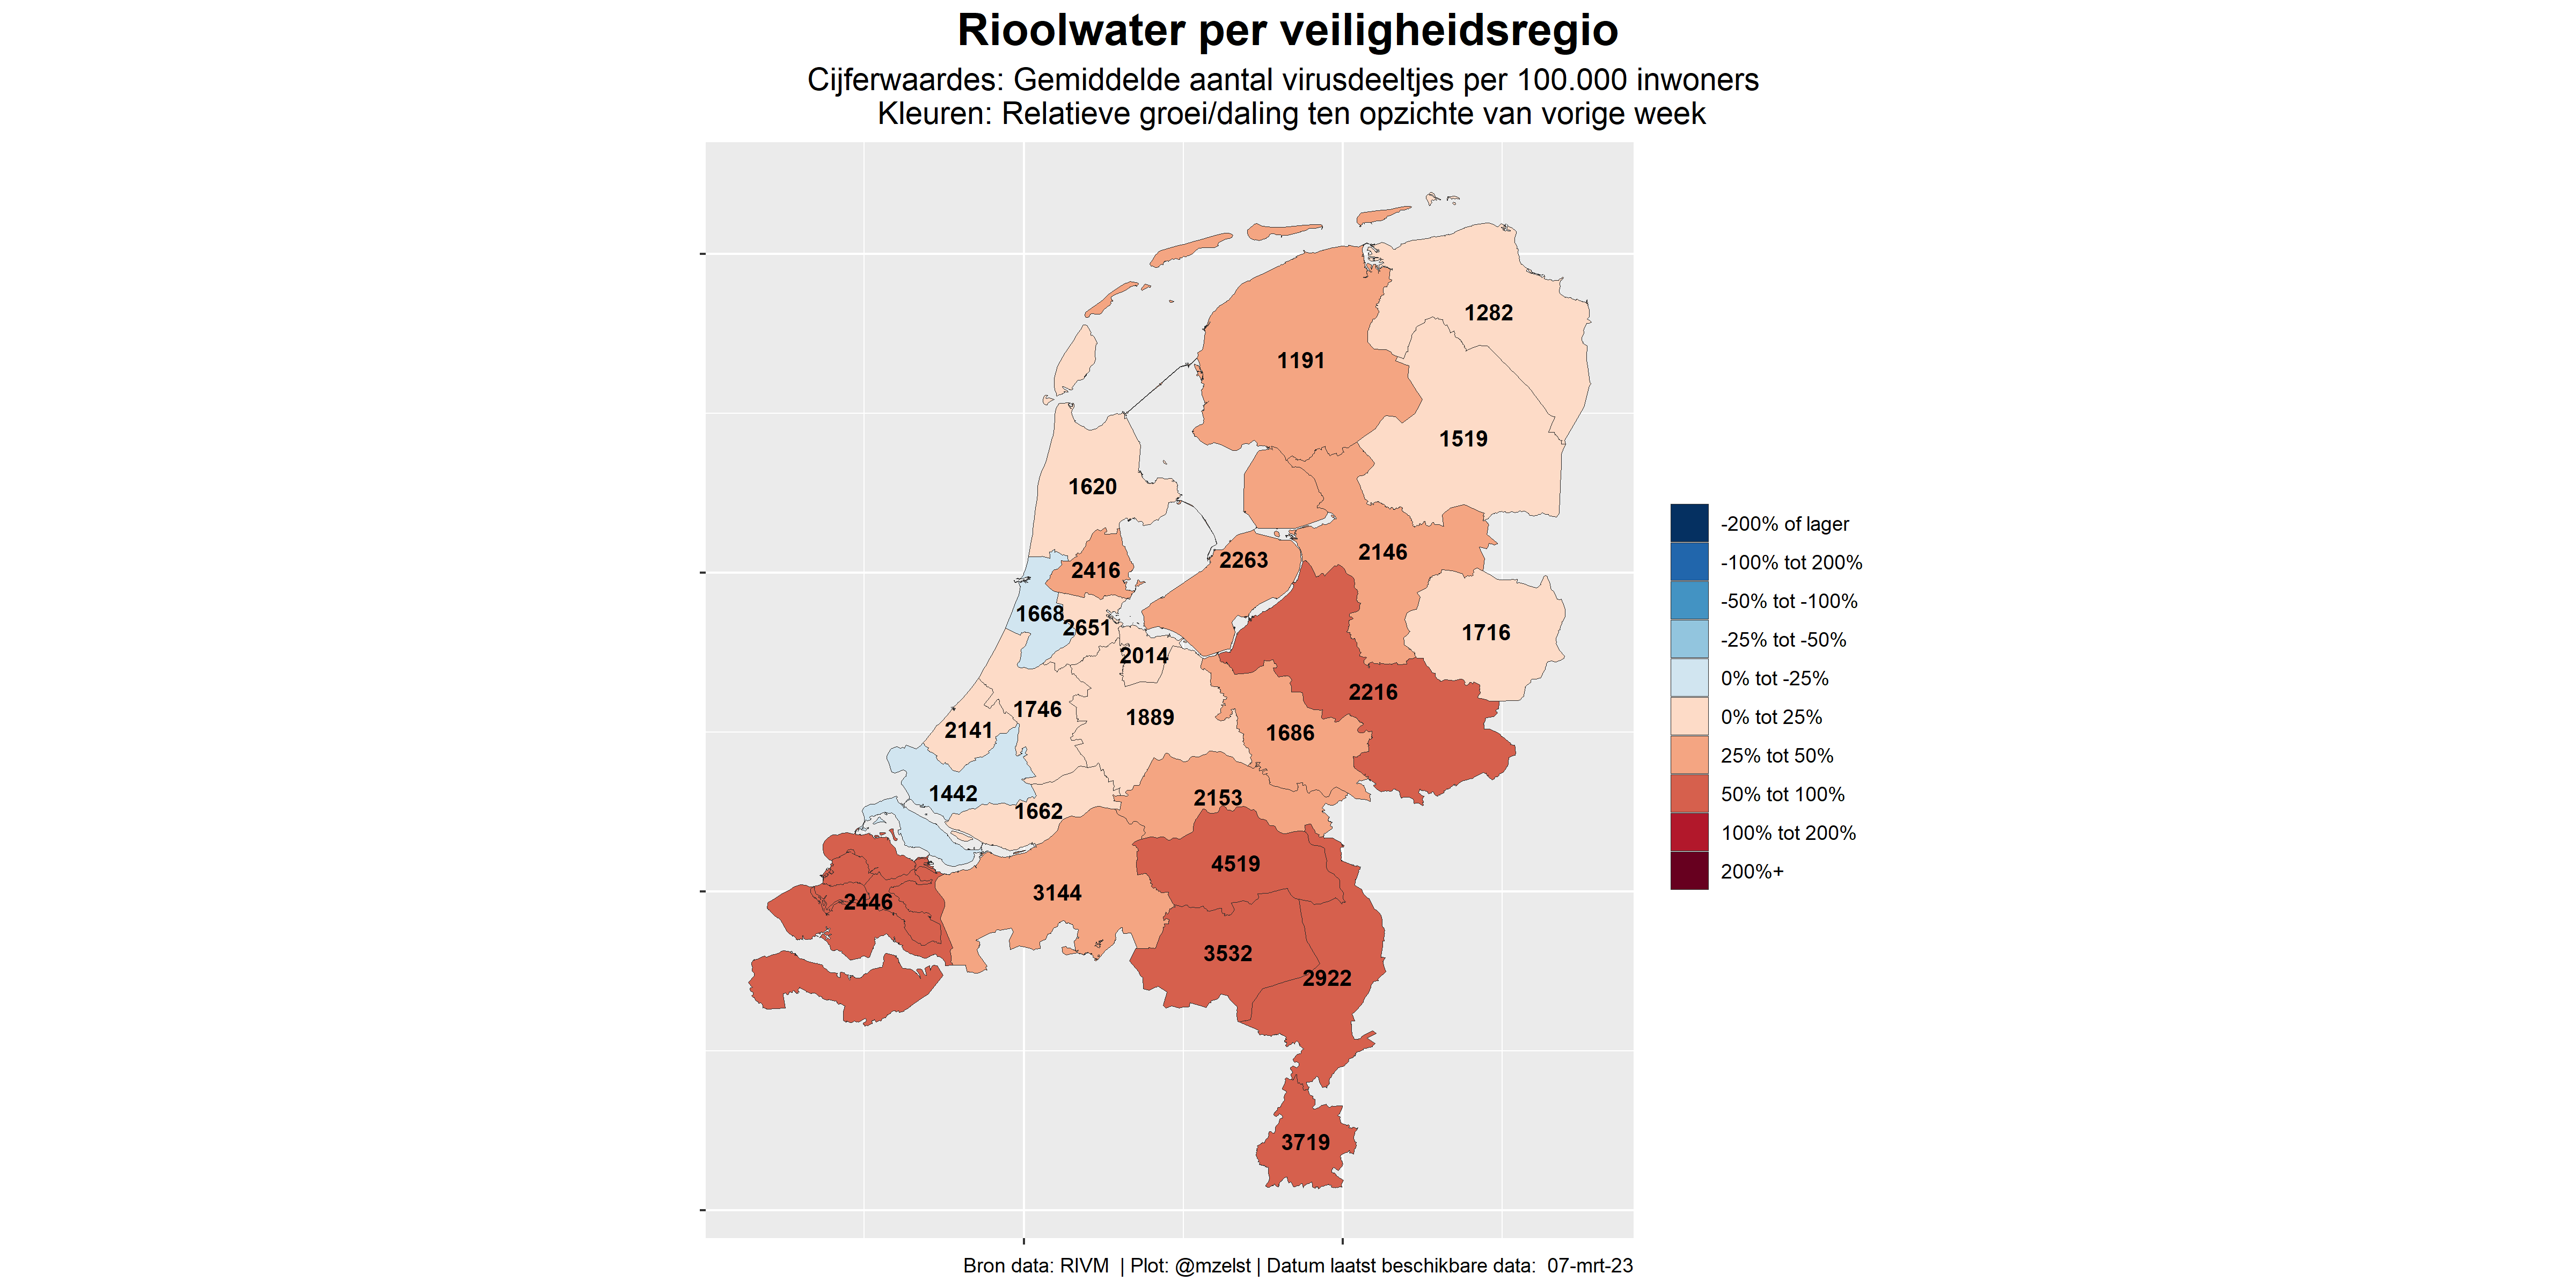 Rioolwater per veiligheidsregio
Cijferwaardes: Gemiddelde aantal virusdeeltjes per 100.000 inwoners
Kleuren: Relatieve groei/daling ten opzichte van vorige week
1282
1191
1519
1620
2146
2263
2416
1668
2651
1716
2014
2216
1746
1889
2141
1686
1442
2153
1662
4519
3144
2446
3532
2922
3719
-200% of lager
-100% tot 200%
-50% tot -100%
-25% tot -50%
0% tot -25%
0% tot 25%
25% tot 50%
50% tot 100%
100% tot 200%
200%+
Bron data: RIVM | Plot: @mzelst | Datum laatst beschikbare data: 07-mrt-23